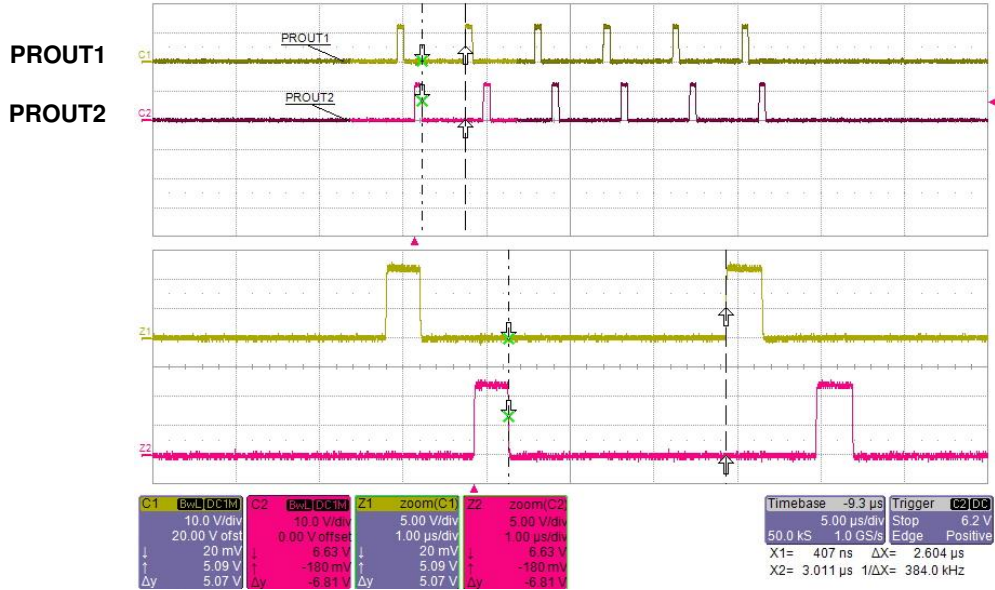 PROUT1
PROUT1
C1
PROUT2
PROUT2
C2
Z1
Z2
C1 BwL DC1M
10.0 V/div
20.00 V ofst
↓ 20 mV
↑ 5.09 V
Δy 5.07 V
C2 BwL DC1M
10.0 V/div
0.00 V offset
↓ 6.63 V
↑ -180 mV
Δy -6.81 V
Z1 zoom(C1)
5.00 V/div
1.00 µs/div
↓ 20 mV
↑ 5.09 V
Δy 5.07 V
Z2 zoom(C2)
5.00 V/div
1.00 µs/div
↓ 6.63 V
↑ -180 mV
Δy -6.81 V
Timebase -9.3 µs
5.00 µs/div
50.0 kS 1.0 GS/s
Trigger C2 DC
Stop 6.2 V
Edge Positive
X1= 407 ns ΔX= 2.604 µs
X2= 3.011 µs 1/ΔX= 384.0 kHz